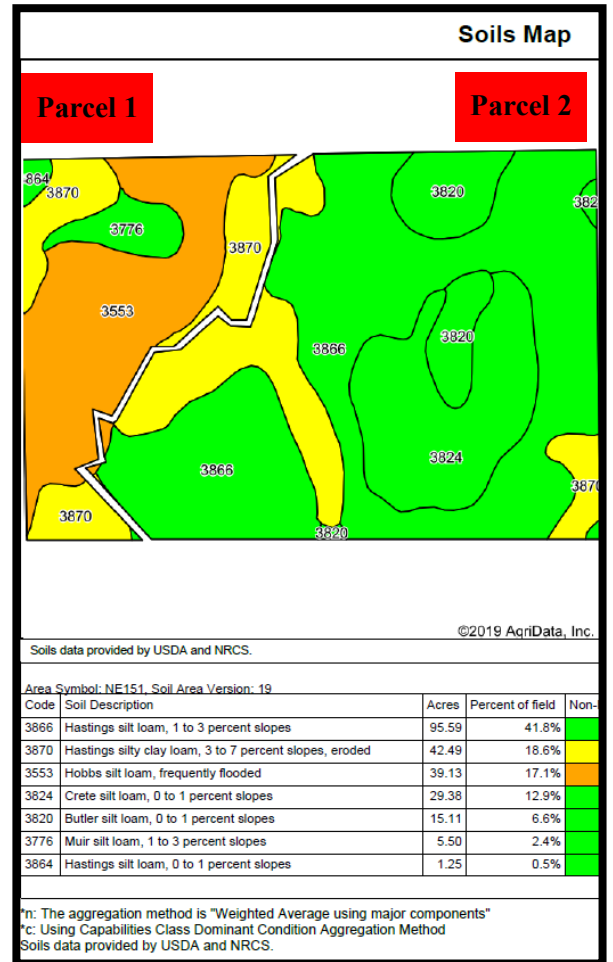 Soils Map
Parcel 1
Parcel 2
864
3870
3820
382
3776
3870
3553
3820
3866
3824
3866
3870
3870
3820
©2019 AgriData, Inc.
Soils data provided by USDA and NRCS.
Area Symbol: NE151, Soil Area Version: 19
Code Soil Description Acres Percent of field Non-
3866 Hastings silt loam, 1 to 3 percent slopes 95.59 41.8%
3870 Hastings silty clay loam, 3 to 7 percent slopes, eroded 42.49 18.6%
3553 Hobbs silt loam, frequently flooded 39.13 17.1%
3824 Crete silt loam, 0 to 1 percent slopes 29.38 12.9%
3820 Butler silt loam, 0 to 1 percent slopes 15.11 6.6%
3776 Muir silt loam, 1 to 3 percent slopes 5.50 2.4%
3864 Hastings silt loam, 0 to 1 percent slopes 1.25 0.5%
*n: The aggregation method is "Weighted Average using major components"
*c: Using Capabilities Class Dominant Condition Aggregation Method
Soils data provided by USDA and NRCS.